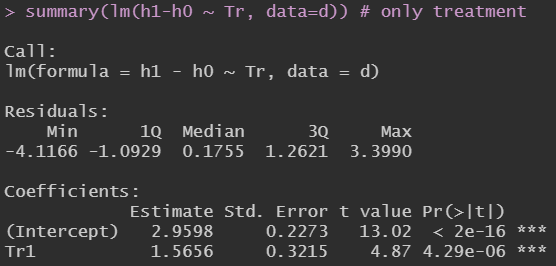 > summary(lm(h1-h0 ~ Tr, data=d)) # only treatment
Call:
lm(formula = h1 - h0 ~ Tr, data = d)
Residuals:
    Min      1Q  Median      3Q     Max
-4.1166 -1.0929  0.1755  1.2621  3.3990
Coefficients:
            Estimate Std. Error t value Pr(>|t|)
(Intercept)   2.9598     0.2273   13.02  < 2e-16 ***
Tr1           1.5656     0.3215    4.87 4.29e-06 ***